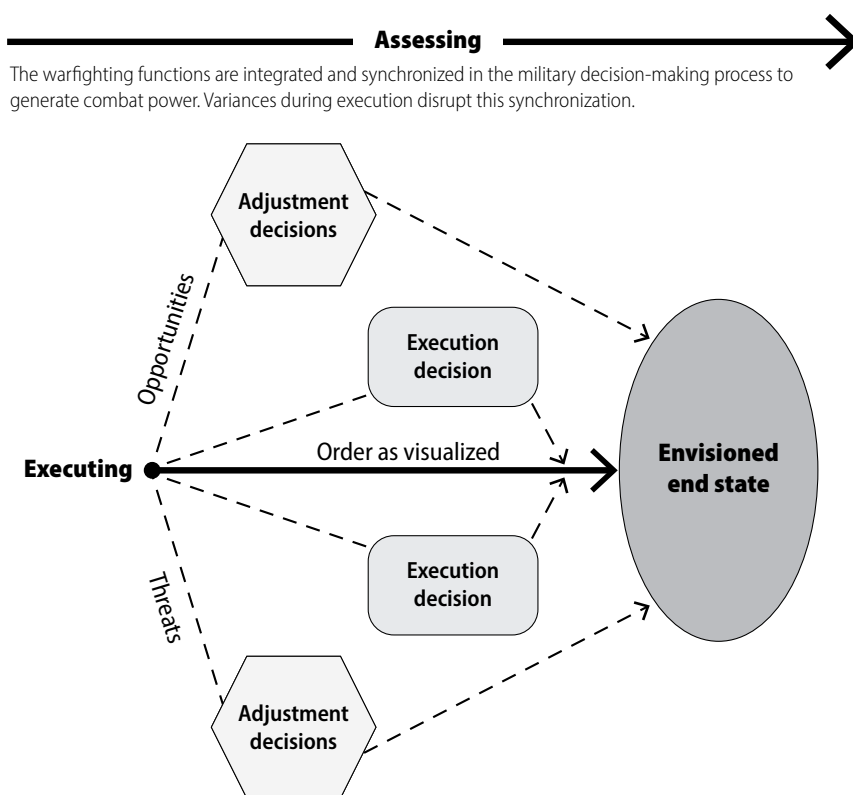 Assessing
The warfighting functions are integrated and synchronized in the military decision-making process to
generate combat power. Variances during execution disrupt this synchronization.
Adjustment
decisions
Opportunities
Execution
decision
Executing
Order as visualized
Envisioned
end state
Execution
decision
Threats
Adjustment
decisions